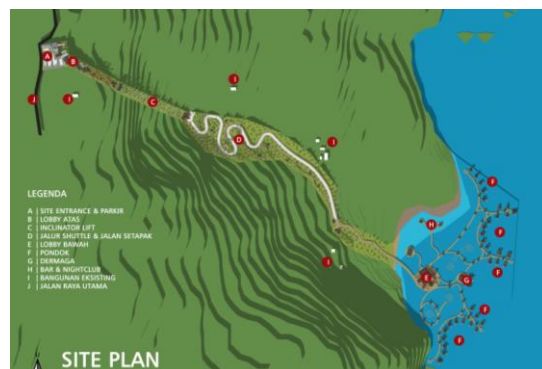 A
B
I
J
I
C
D
I
F
H
F
F
I
E
G
F
F
LEGENDA
A | SITE ENTRANCE & PARKIR
B | LOBBY ATAS
C | INCLINATOR LIFT
D | JALUR SHUTTLE & JALAN SETAPAK
E | LOBBY BAWAH
F | PONDOK
G | DERMAGA
H | BAR & NIGHTCLUB
I | BANGUNAN EKSISTING
J | JALAN RAYA UTAMA
SITE PLAN